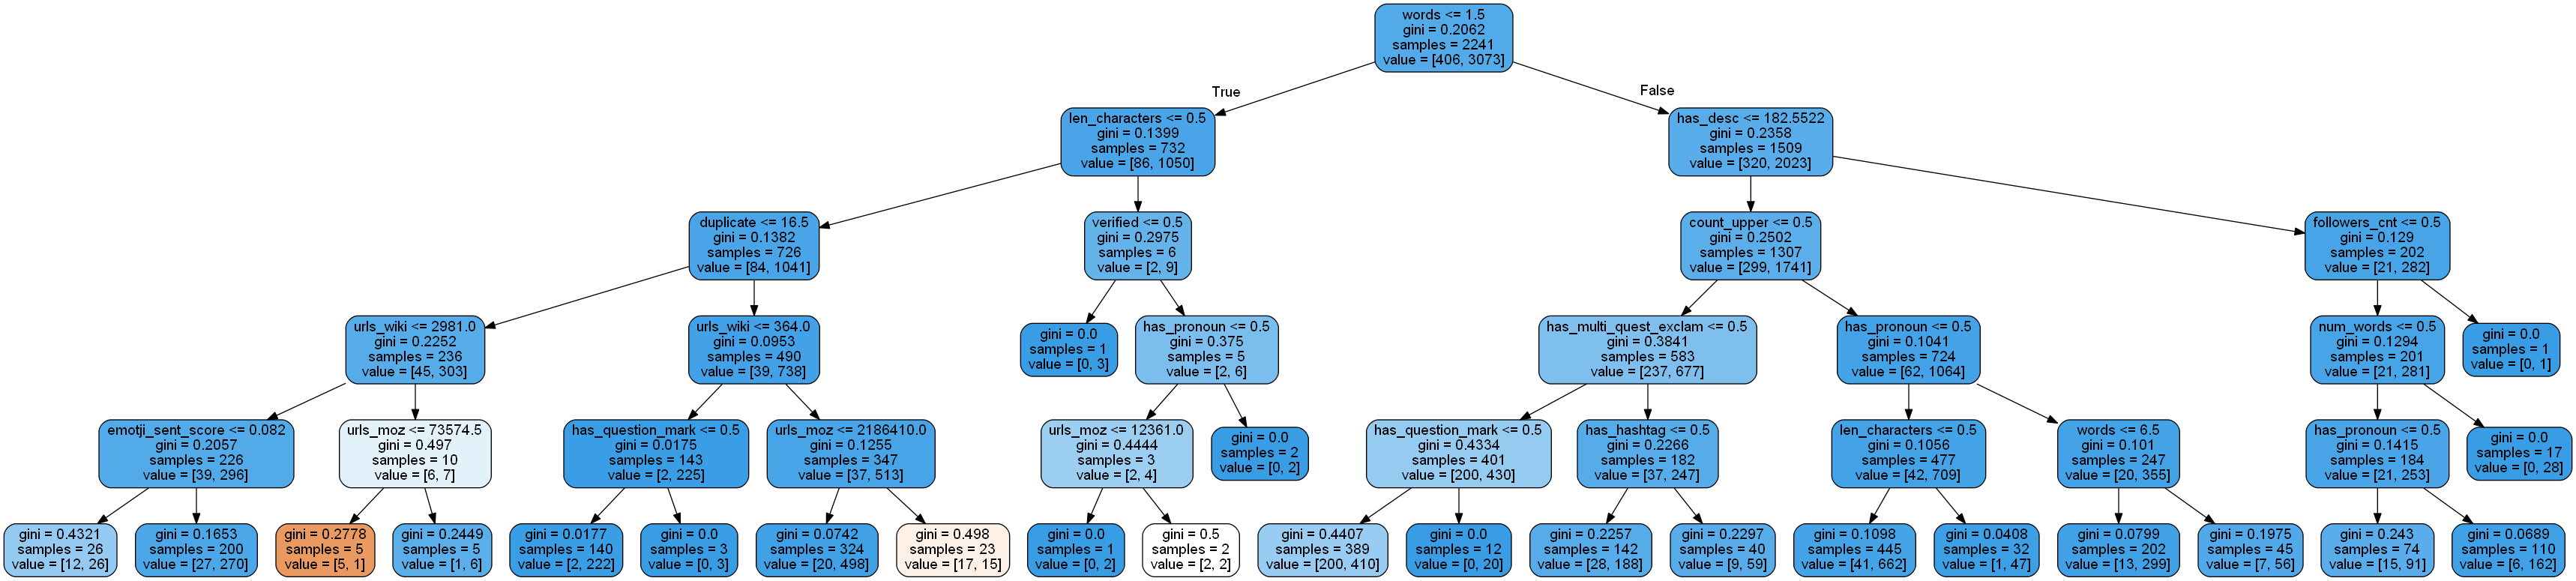 words <= 1.5
gini = 0.2062
samples = 2241
value = [406, 3073]
True
False
len_characters <= 0.5
gini = 0.1399
samples = 732
value = [86, 1050]
has_desc <= 182.5522
gini = 0.2358
samples = 1509
value = [320, 2023]
duplicate <= 16.5
gini = 0.1382
samples = 726
value = [84, 1041]
verified <= 0.5
gini = 0.2975
samples = 6
value = [2, 9]
count_upper <= 0.5
gini = 0.2502
samples = 1307
value = [299, 1741]
followers_cnt <= 0.5
gini = 0.129
samples = 202
value = [21, 282]
urls_wiki <= 2981.0
gini = 0.2252
samples = 236
value = [45, 303]
urls_wiki <= 364.0
gini = 0.0953
samples = 490
value = [39, 738]
gini = 0.0
samples = 1
value = [0, 3]
has_pronoun <= 0.5
gini = 0.375
samples = 5
value = [2, 6]
has_multi_quest_exclam <= 0.5
gini = 0.3841
samples = 583
value = [237, 677]
has_pronoun <= 0.5
gini = 0.1041
samples = 724
value = [62, 1064]
num_words <= 0.5
gini = 0.1294
samples = 201
value = [21, 281]
gini = 0.0
samples = 1
value = [0, 1]
emotji_sent_score <= 0.082
gini = 0.2057
samples = 226
value = [39, 296]
urls_moz <= 73574.5
gini = 0.497
samples = 10
value = [6, 7]
has_question_mark <= 0.5
gini = 0.0175
samples = 143
value = [2, 225]
urls_moz <= 2186410.0
gini = 0.1255
samples = 347
value = [37, 513]
urls_moz <= 12361.0
gini = 0.4444
samples = 3
value = [2, 4]
gini = 0.0
samples = 2
value = [0, 2]
has_question_mark <= 0.5
gini = 0.4334
samples = 401
value = [200, 430]
has_hashtag <= 0.5
gini = 0.2266
samples = 182
value = [37, 247]
len_characters <= 0.5
gini = 0.1056
samples = 477
value = [42, 709]
words <= 6.5
gini = 0.101
samples = 247
value = [20, 355]
has_pronoun <= 0.5
gini = 0.1415
samples = 184
value = [21, 253]
gini = 0.0
samples = 17
value = [0, 28]
gini = 0.4321
samples = 26
value = [12, 26]
gini = 0.1653
samples = 200
value = [27, 270]
gini = 0.2778
samples = 5
value = [5, 1]
gini = 0.2449
samples = 5
value = [1, 6]
gini = 0.0177
samples = 140
value = [2, 222]
gini = 0.0
samples = 3
value = [0, 3]
gini = 0.0742
samples = 324
value = [20, 498]
gini = 0.498
samples = 23
value = [17, 15]
gini = 0.0
samples = 1
value = [0, 2]
gini = 0.5
samples = 2
value = [2, 2]
gini = 0.4407
samples = 389
value = [200, 410]
gini = 0.0
samples = 12
value = [0, 20]
gini = 0.2257
samples = 142
value = [28, 188]
gini = 0.2297
samples = 40
value = [9, 59]
gini = 0.1098
samples = 445
value = [41, 662]
gini = 0.0408
samples = 32
value = [1, 47]
gini = 0.0799
samples = 202
value = [13, 299]
gini = 0.1975
samples = 45
value = [7, 56]
gini = 0.243
samples = 74
value = [15, 91]
gini = 0.0689
samples = 110
value = [6, 162]